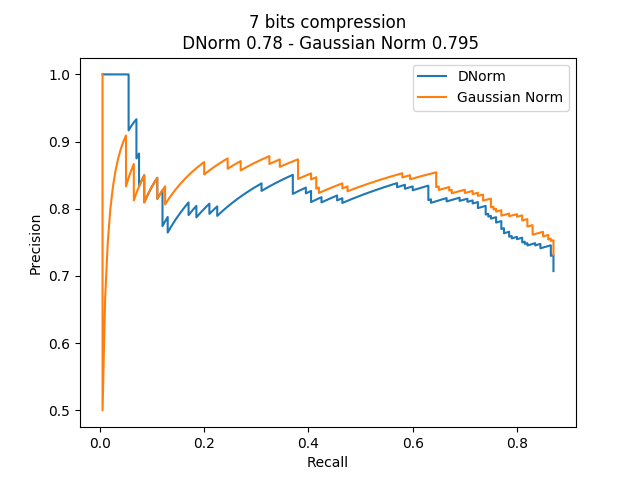 7 bits compression
DNorm 0.78 - Gaussian Norm 0.795
DNorm
Gaussian Norm
1.0
0.9
0.8
0.7
0.6
0.5
Precision
0.0 0.2 0.4 0.6 0.8
Recall